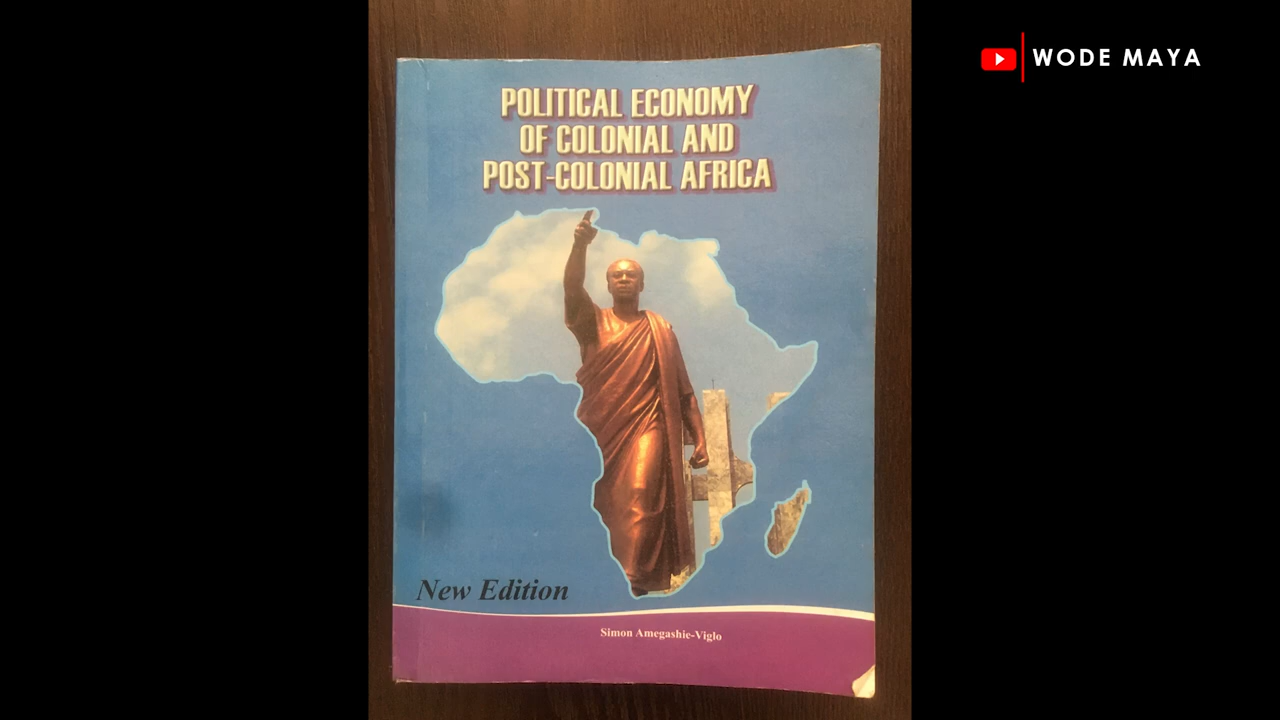 POLITICAL ECONOMY
OF COLONIAL AND
POST-COLONIAL AFRICA
New Edition
Simon Amegashie-Viglo
WODE MAYA